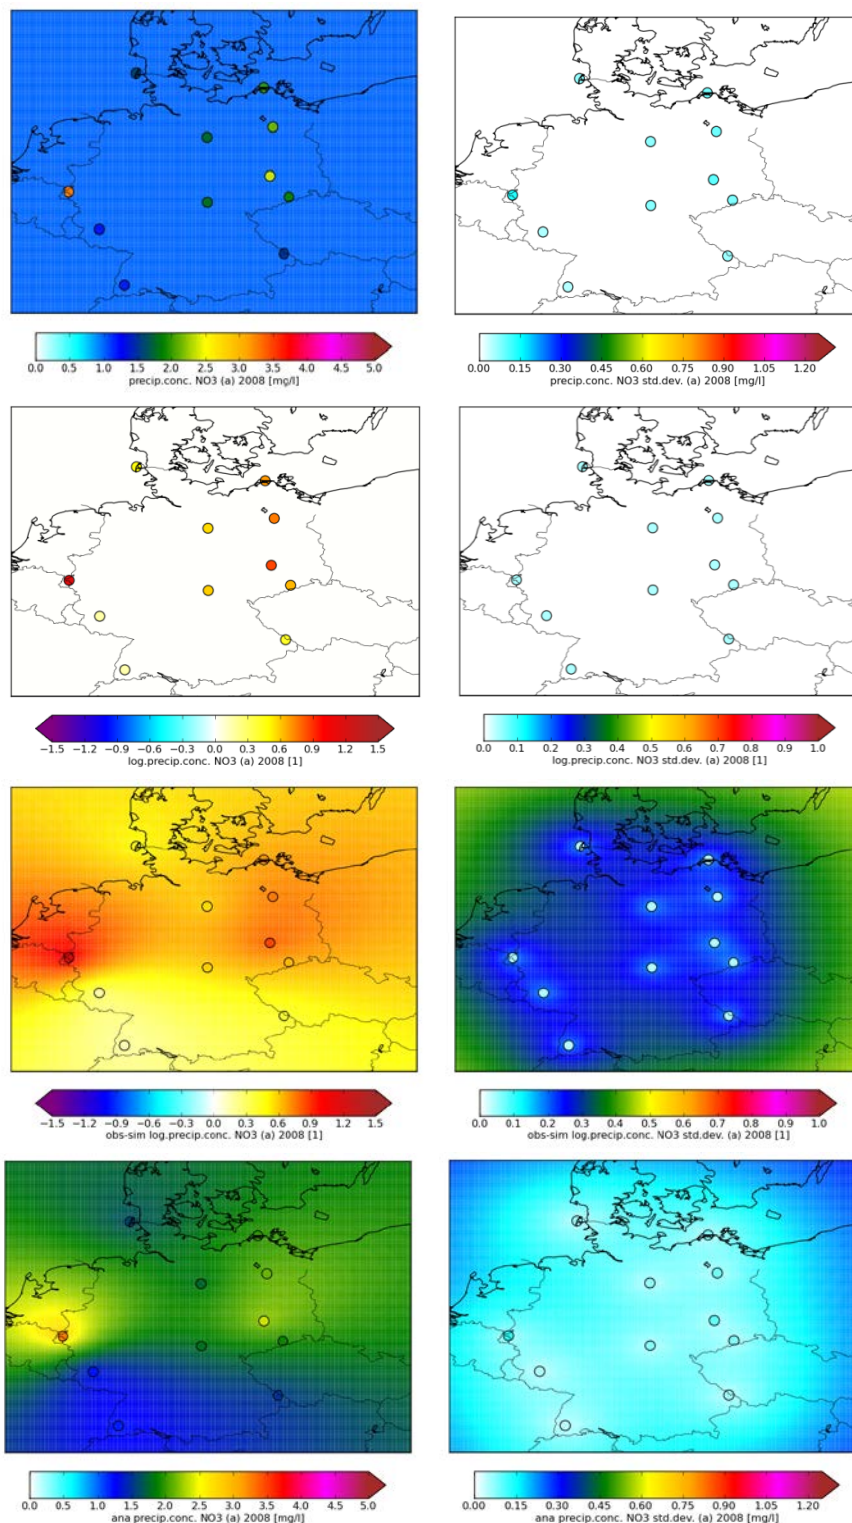 0.0 0.5 1.0 1.5 2.0 2.5 3.0 3.5 4.0 4.5 5.0
precip.conc. NO3 (a) 2008 [mg/l]
0.00 0.15 0.30 0.45 0.60 0.75 0.90 1.05 1.20
precip.conc. NO3 std.dev. (a) 2008 [mg/l]
−1.5 −1.2 −0.9 −0.6 −0.3 0.0 0.3 0.6 0.9 1.2 1.5
log.precip.conc. NO3 (a) 2008 [1]
0.0 0.1 0.2 0.3 0.4 0.5 0.6 0.7 0.8 0.9 1.0
log.precip.conc. NO3 std.dev. (a) 2008 [1]
−1.5 −1.2 −0.9 −0.6 −0.3 0.0 0.3 0.6 0.9 1.2 1.5
obs-sim log.precip.conc. NO3 (a) 2008 [1]
0.0 0.1 0.2 0.3 0.4 0.5 0.6 0.7 0.8 0.9 1.0
obs-sim log.precip.conc. NO3 std.dev. (a) 2008 [1]
0.0 0.5 1.0 1.5 2.0 2.5 3.0 3.5 4.0 4.5 5.0
ana precip.conc. NO3 (a) 2008 [mg/l]
0.00 0.15 0.30 0.45 0.60 0.75 0.90 1.05 1.20
ana precip.conc. NO3 std.dev. (a) 2008 [mg/l]